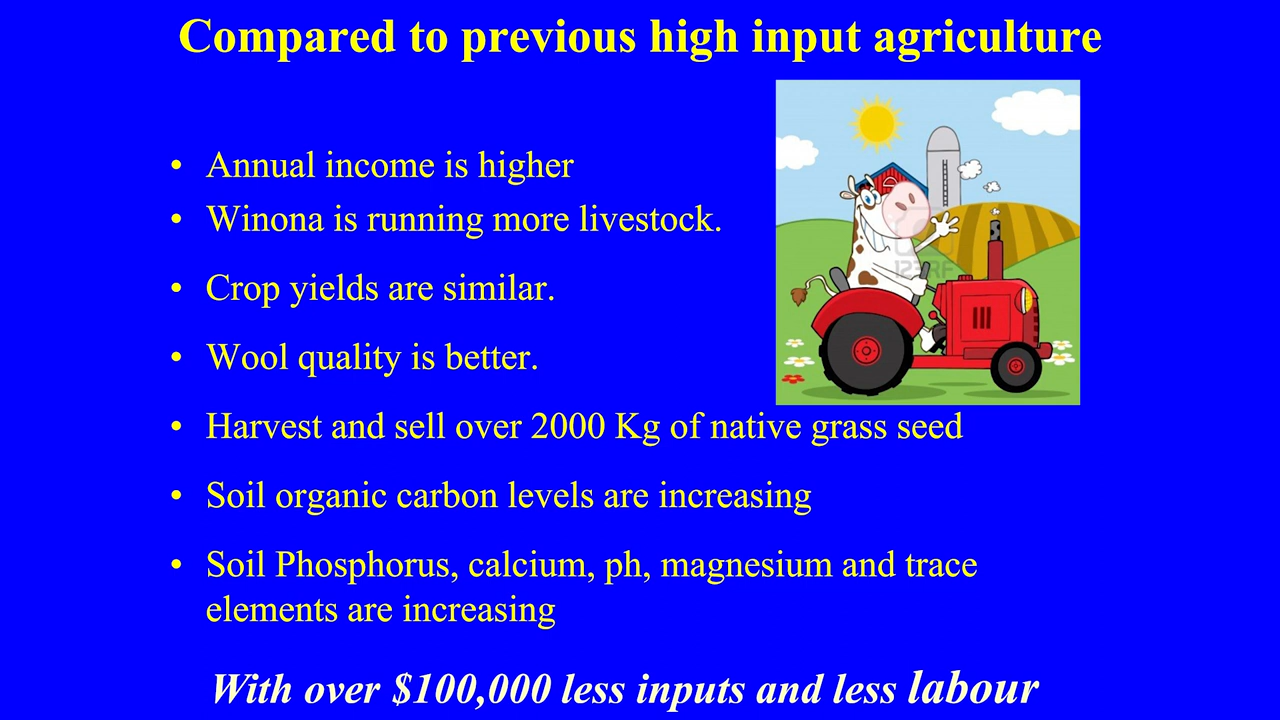 Compared to previous high input agriculture
• Annual income is higher
• Winona is running more livestock.
• Crop yields are similar.
• Wool quality is better.
• Harvest and sell over 2000 Kg of native grass seed
• Soil organic carbon levels are increasing
• Soil Phosphorus, calcium, ph, magnesium and trace
elements are increasing
With over $100,000 less inputs and less labour
123RF